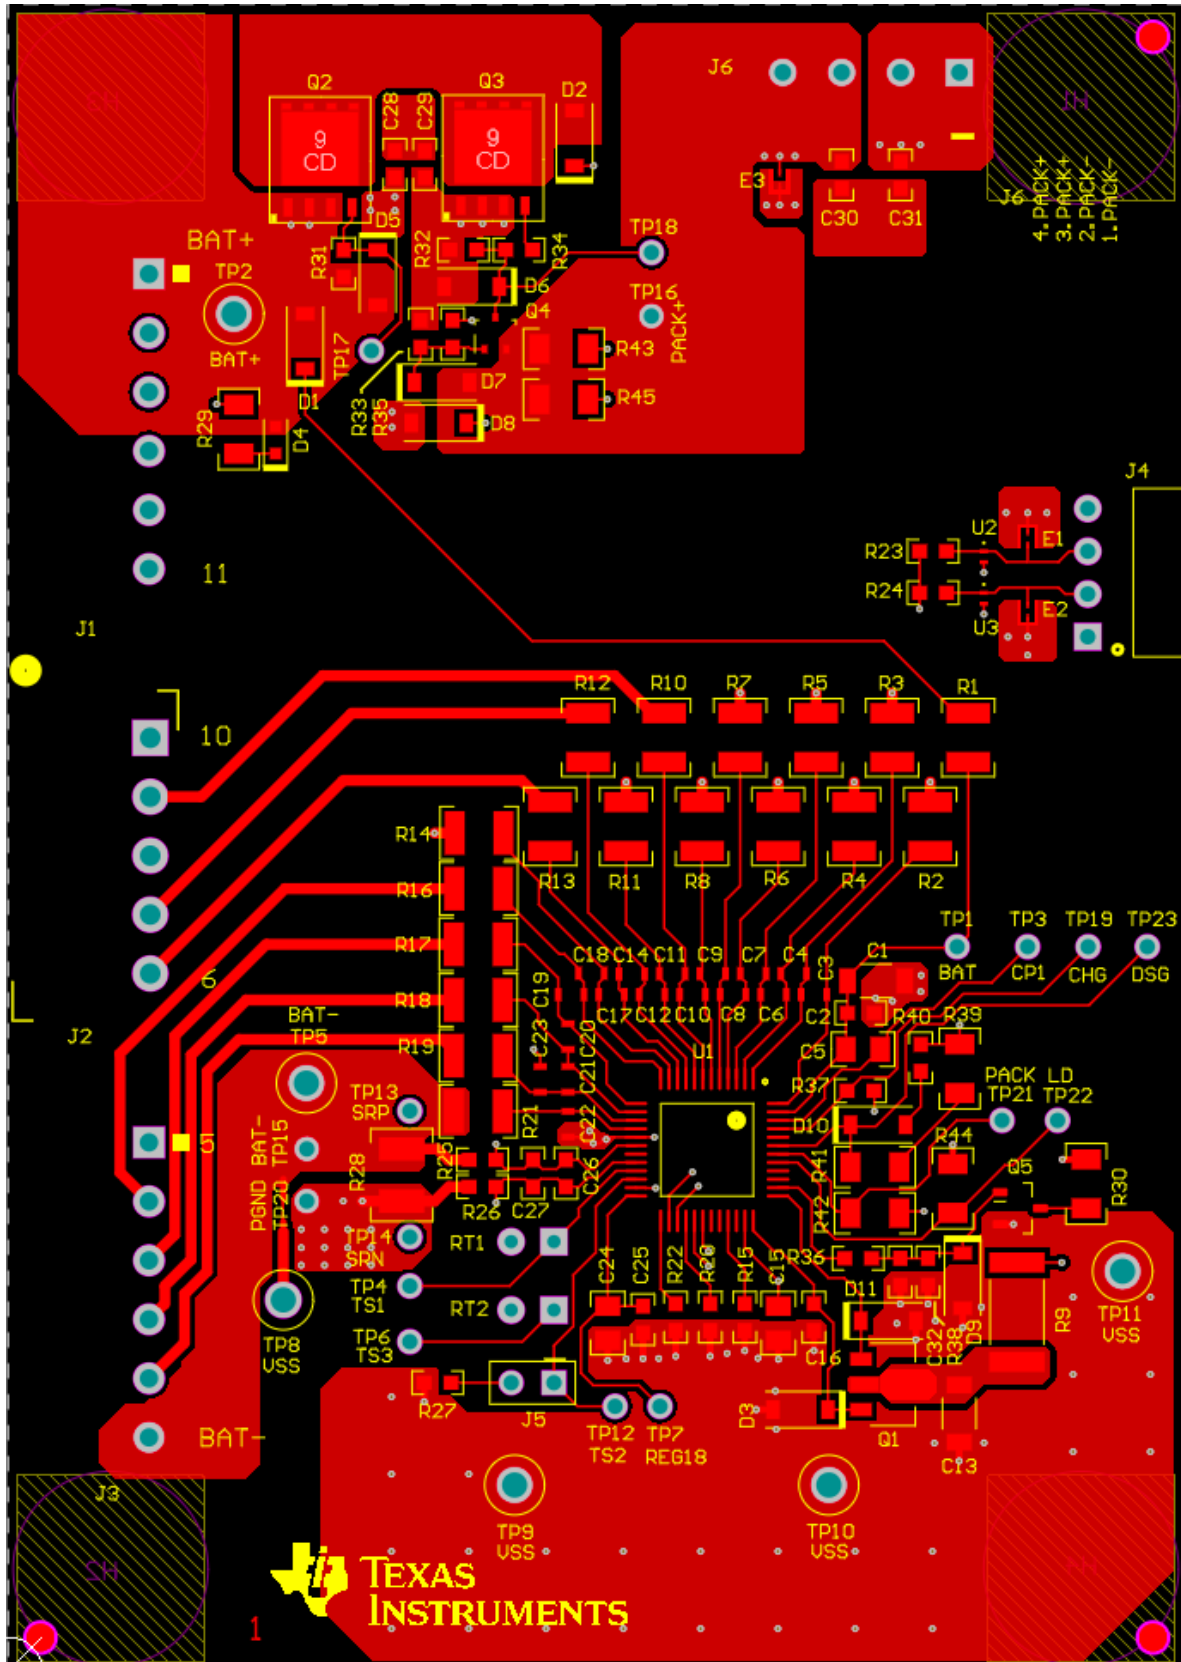 H3
Q2
C28
C29
Q3
D2
J6
H1
9
CD
9
CD
E3
C30
C31
J6
4.PACK+
3.PACK+
2.PACK-
1.PACK-
BAT+
TP2
BAT+
R31
D5
R32
R34
TP18
D6
Q4
TP16
PACK+
TP17
R43
D1
D7
R45
R33
R35
D8
R29
D4
J4
U2
E1
R23
R24
U3
E2
11
J1
10
R12
R10
R7
R5
R3
R1
R14
R13
R11
R8
R6
R4
R2
R16
R17
TP1
BAT
TP3
CP1
TP19
CHG
TP23
DSG
6
C18
C14
C11
C9
C7
C4
C3
C1
R18
C19
C17
C12
C10
C8
C6
C2
R40
R39
BAT-
TP5
J2
R19
C23
C20
U1
C5
C21
R37
PACK LD
TP21
TP22
TP13
SRP
R21
C22
D10
5
PGND BAT-
TP20 TP15
R28
R25
C26
R41
R44
Q5
R30
R26
C27
R42
TP14
SRN
RT1
TP4
TS1
C24
C25
R22
R20
R15
C15
R36
D11
RT2
TP11
VSS
TP8
VSS
TP6
TS3
C16
C32
R38
D9
R9
R27
J5
TP12
TS2
TP7
REG18
D3
Q1
C13
BAT-
J3
TP9
VSS
TP10
VSS
H2
TEXAS
INSTRUMENTS
1